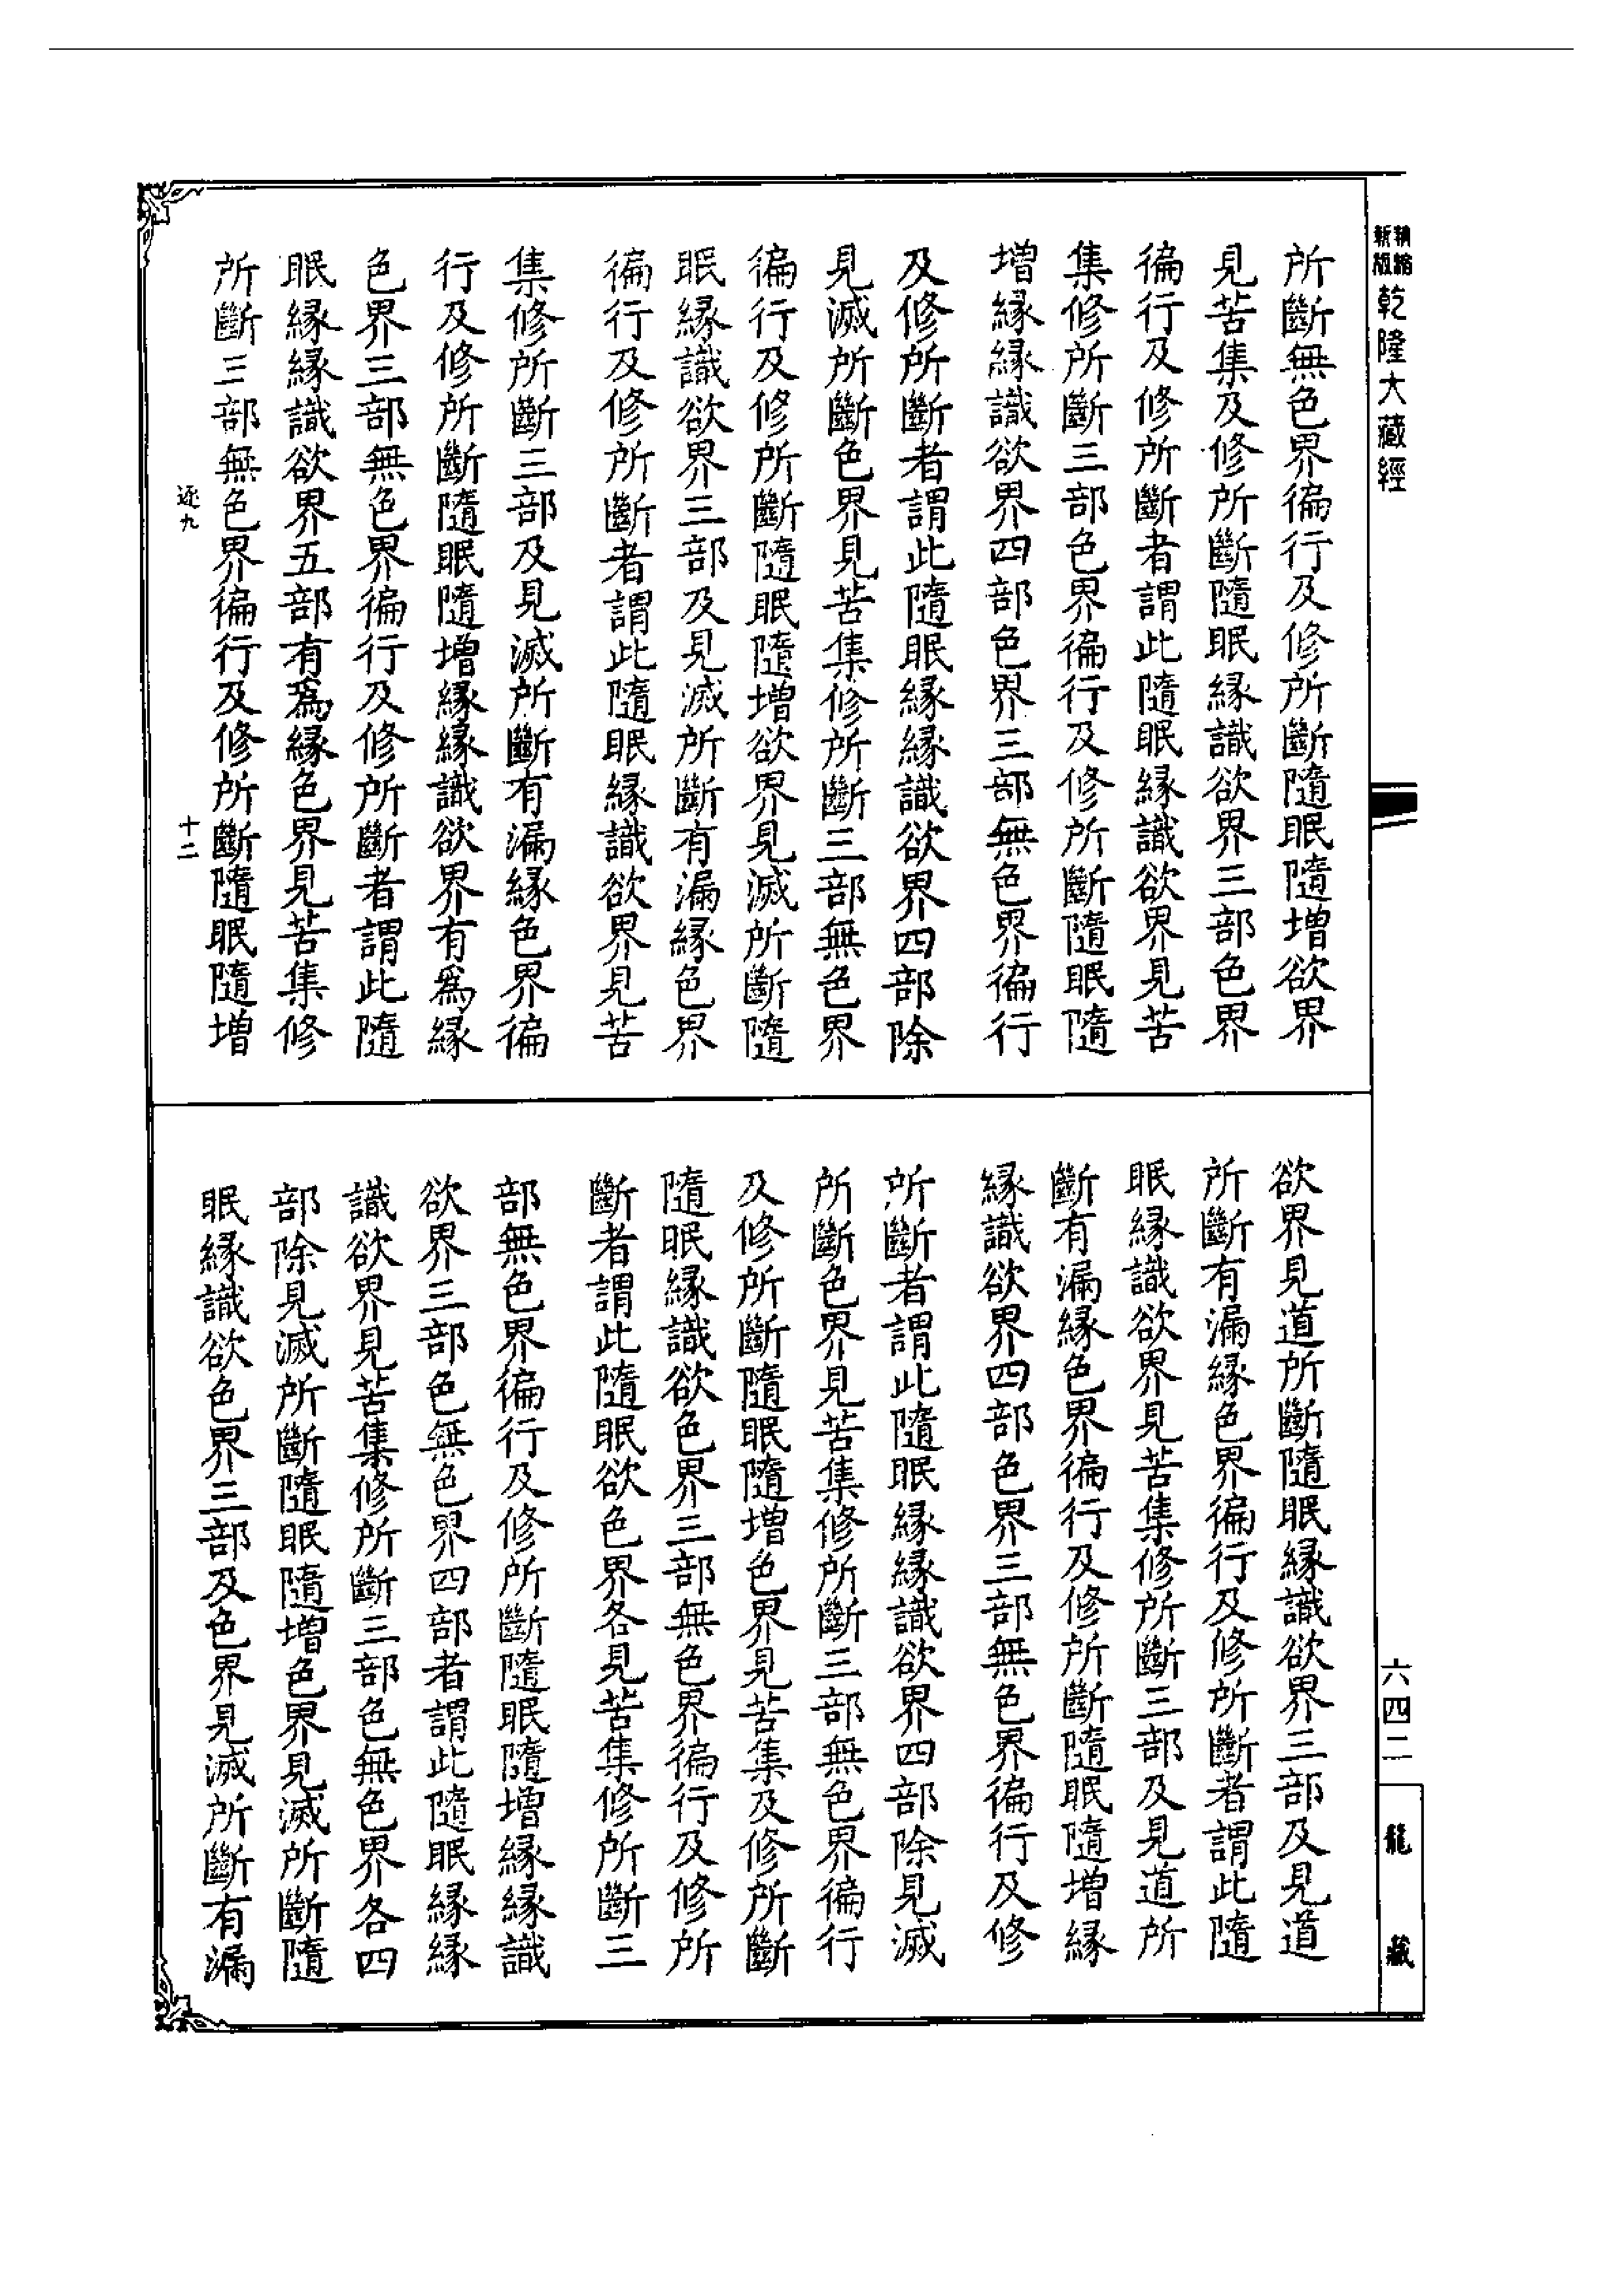 精縮新版乾隆大藏經
所斷無色界徧行及修所斷隨眠隨增欲界
見苦集及修所斷隨眠緣識欲界三部色界
徧行及修所斷者謂此隨眠緣識欲界見苦
集修所斷三部色界徧行及修所斷隨眠隨
增緣緣識欲界四部色界三部無色界徧行
及修所斷者謂此隨眠緣緣識欲界四部除
見滅所斷色界見苦集修所斷三部無色界
徧行及修所斷隨眠隨增欲界見滅所斷隨
眠緣識欲界三部及見滅所斷有漏緣色界
徧行及修所斷者謂此隨眠緣識欲界見苦
集修所斷三部及見滅所斷有漏緣色界徧
行及修所斷隨眠隨增緣緣識欲界有為緣
色界三部無色界徧行及修所斷者謂此隨
眠緣緣識欲界五部有為緣色界見苦集修
所斷三部無色界徧行及修所斷隨眠隨增
逐九
十二
欲界見道所斷隨眠緣識欲界三部及見道
所斷有漏緣色界徧行及修所斷者謂此隨
眠緣識欲界見苦集修所斷三部及見道所
斷有漏緣色界徧行及修所斷隨眠隨增緣
緣識欲界四部色界三部無色界徧行及修
所斷者謂此隨眠緣緣識欲界四部除見滅
所斷色界見苦集修所斷三部無色界徧行
及修所斷隨眠隨增色界見苦集及修所斷
隨眠緣識欲色界三部無色界徧行及修所
斷者謂此隨眠欲色界各見苦集修所斷三
部無色界徧行及修所斷隨眠隨增緣緣識
欲界三部色無色界四部者謂此隨眠緣緣
識欲界見苦集修所斷三部色無色界各四
部除見滅所斷隨眠隨增色界見滅所斷隨
眠緣識欲色界三部及色界見滅所斷有漏
六四二
龍藏